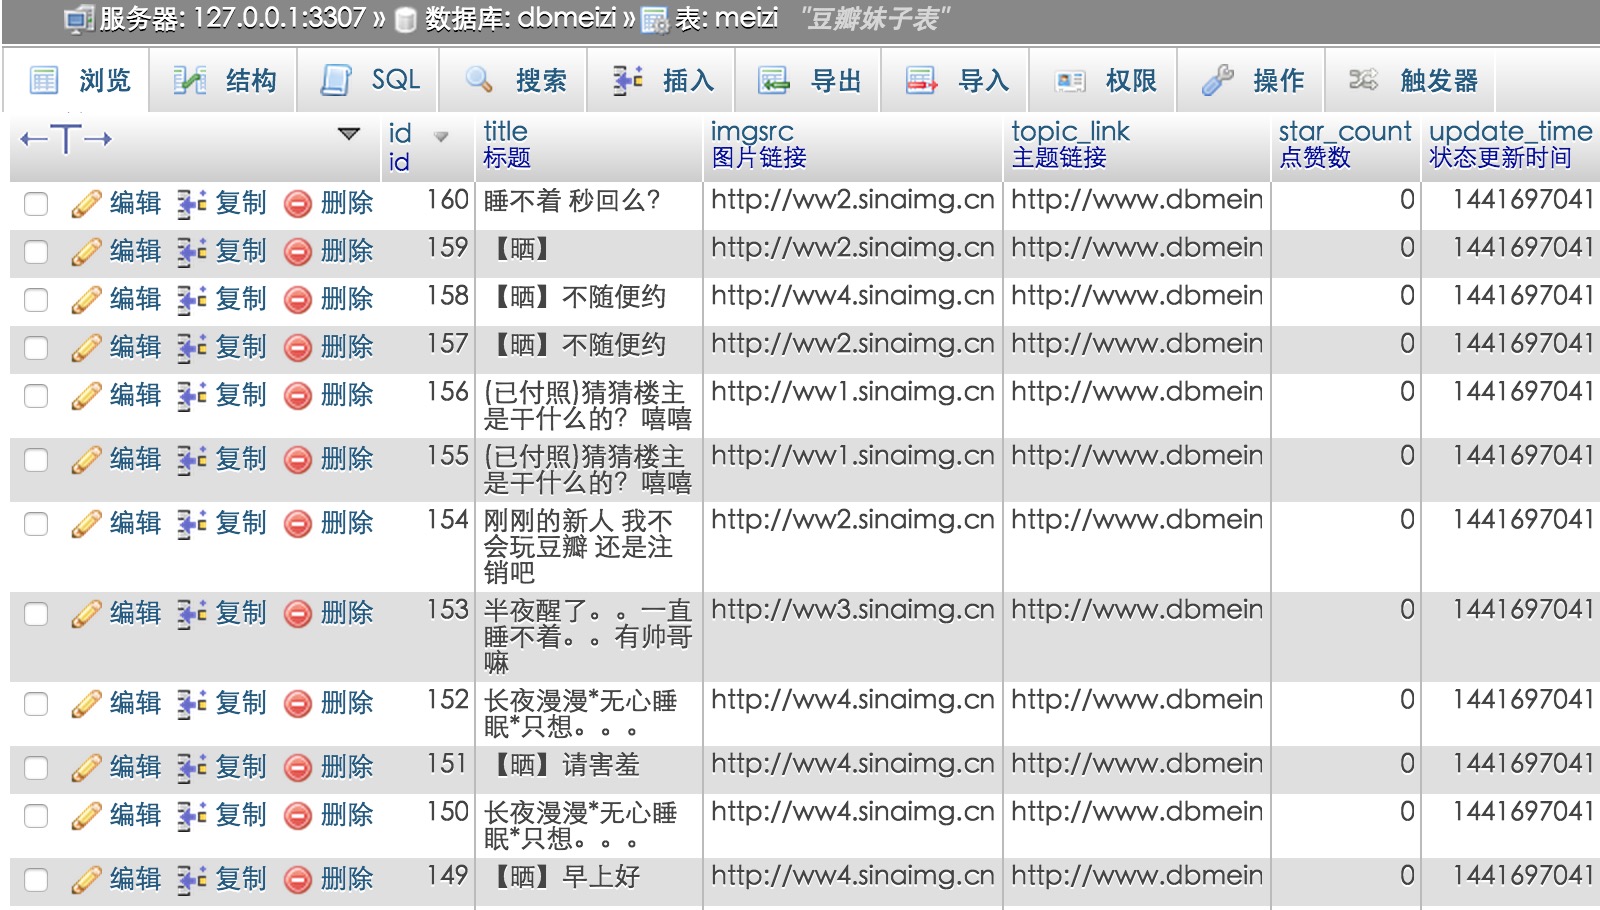 服务器: 127.0.0.1:3307 » 数据库: dbmeizi » 表: meizi "豆瓣妹子表"
浏览 结构 SQL 搜索 插入 导出 导入 权限 操作 触发器
←T→ id title imgsrc topic_link star_count update_time
id 标题 图片链接 主题链接 点赞数 状态更新时间
编辑 复制 删除 160 睡不着 秒回么? http://ww2.sinaimg.cn http://www.dbmein 0 1441697041
编辑 复制 删除 159 【晒】 http://ww2.sinaimg.cn http://www.dbmein 0 1441697041
编辑 复制 删除 158 【晒】不随便约 http://ww4.sinaimg.cn http://www.dbmein 0 1441697041
编辑 复制 删除 157 【晒】不随便约 http://ww2.sinaimg.cn http://www.dbmein 0 1441697041
编辑 复制 删除 156 (已付照)猜猜楼主 http://ww1.sinaimg.cn http://www.dbmein 0 1441697041
是干什么的？嘻嘻
编辑 复制 删除 155 (已付照)猜猜楼主 http://ww1.sinaimg.cn http://www.dbmein 0 1441697041
是干什么的？嘻嘻
编辑 复制 删除 154 刚刚的新人 我不 http://ww2.sinaimg.cn http://www.dbmein 0 1441697041
会玩豆瓣 还是注
销吧
编辑 复制 删除 153 半夜醒了。。一直 http://ww3.sinaimg.cn http://www.dbmein 0 1441697041
睡不着。。有帅哥
嘛
编辑 复制 删除 152 长夜漫漫*无心睡 http://ww4.sinaimg.cn http://www.dbmein 0 1441697041
眠*只想。。。
编辑 复制 删除 151 【晒】请害羞 http://ww4.sinaimg.cn http://www.dbmein 0 1441697041
编辑 复制 删除 150 长夜漫漫*无心睡 http://ww4.sinaimg.cn http://www.dbmein 0 1441697041
眠*只想。。。
编辑 复制 删除 149 【晒】早上好 http://ww4.sinaimg.cn http://www.dbmein 0 1441697041